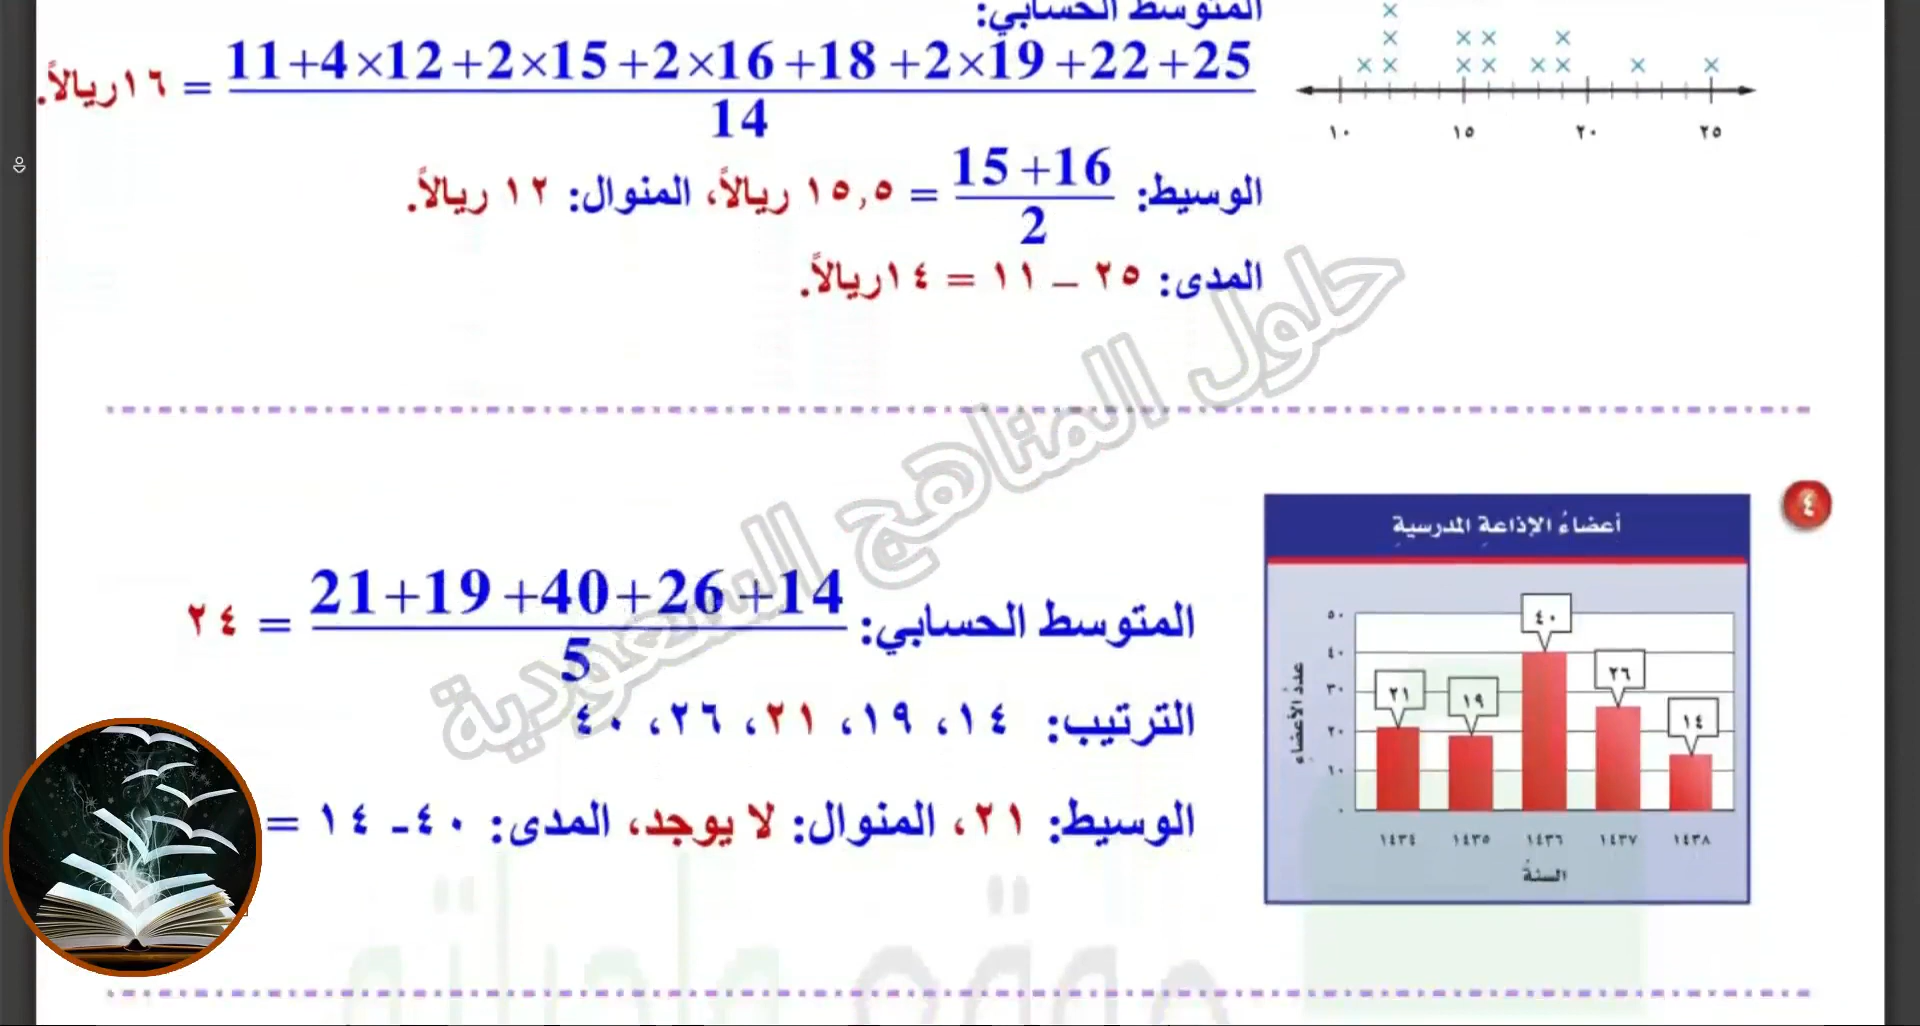 المتوسط الحسابي:
11+4×12+2×15+2×16+18+2×19+22+25
14
= ١٦ ريالاً.
١٠ ١٥ ٢٠ ٢٥
الوسيط: 15+16
2
= ١٥,٥ ريالاً، المنوال: ١٢ ريالاً.
المدى: ٢٥ – ١١ = ١٤ ريالاً.
حلول المناهج السعودية
٤
أعضاءُ الإذاعةِ المدرسيةِ
عددُ الأعضاءِ
٥٠
٤٠
٣٠
٢٠
١٠
٠
٢١ ١٩ ٤٠ ٢٦ ١٤
١٤٣٤ ١٤٣٥ ١٤٣٦ ١٤٣٧ ١٤٣٨
السنةُ
المتوسط الحسابي: 21+19+40+26+14
5
= ٢٤
الترتيب: ١٤، ١٩، ٢١، ٢٦، ٤٠
الوسيط: ٢١، المنوال: لا يوجد، المدى: ٤٠- ١٤ =